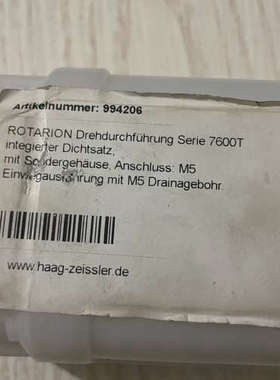 Artikelnummer: 994206
ROTARION Drehdurchführung Serie 7600T
integrierter Dichtsatz,
mit Sondergehäuse, Anschluss: M5
Einwegausführung mit M5 Drainagebohr.
www.haag-zeissler.de